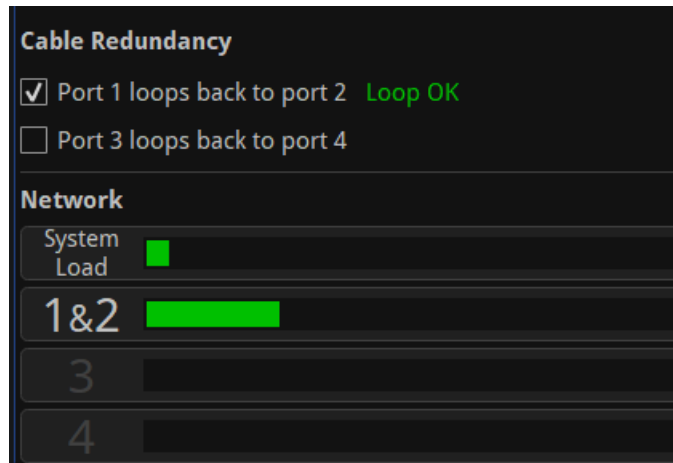 Cable Redundancy
Port 1 loops back to port 2 Loop OK
Port 3 loops back to port 4
Network
System
Load
1&2
3
4